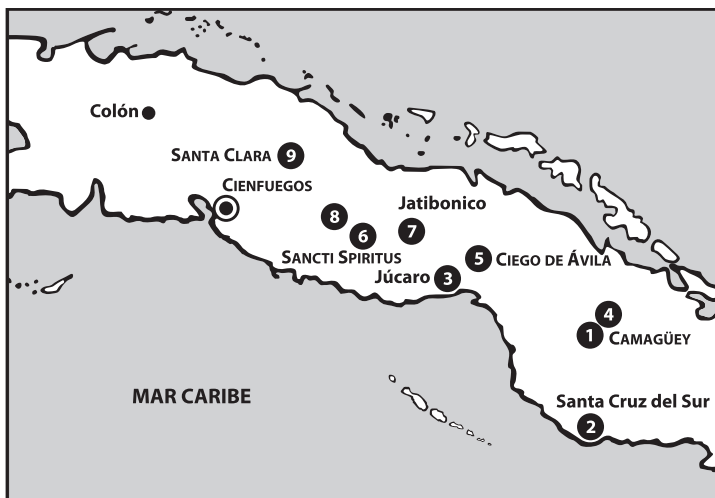 Colón
SANTA CLARA 9
CIENFUEGOS
Jatibonico
8
6
7
SANCTI SPIRITUS
5 CIEGO DE ÁVILA
Júcaro 3
4
1
CAMAGÜEY
MAR CARIBE
Santa Cruz del Sur
2